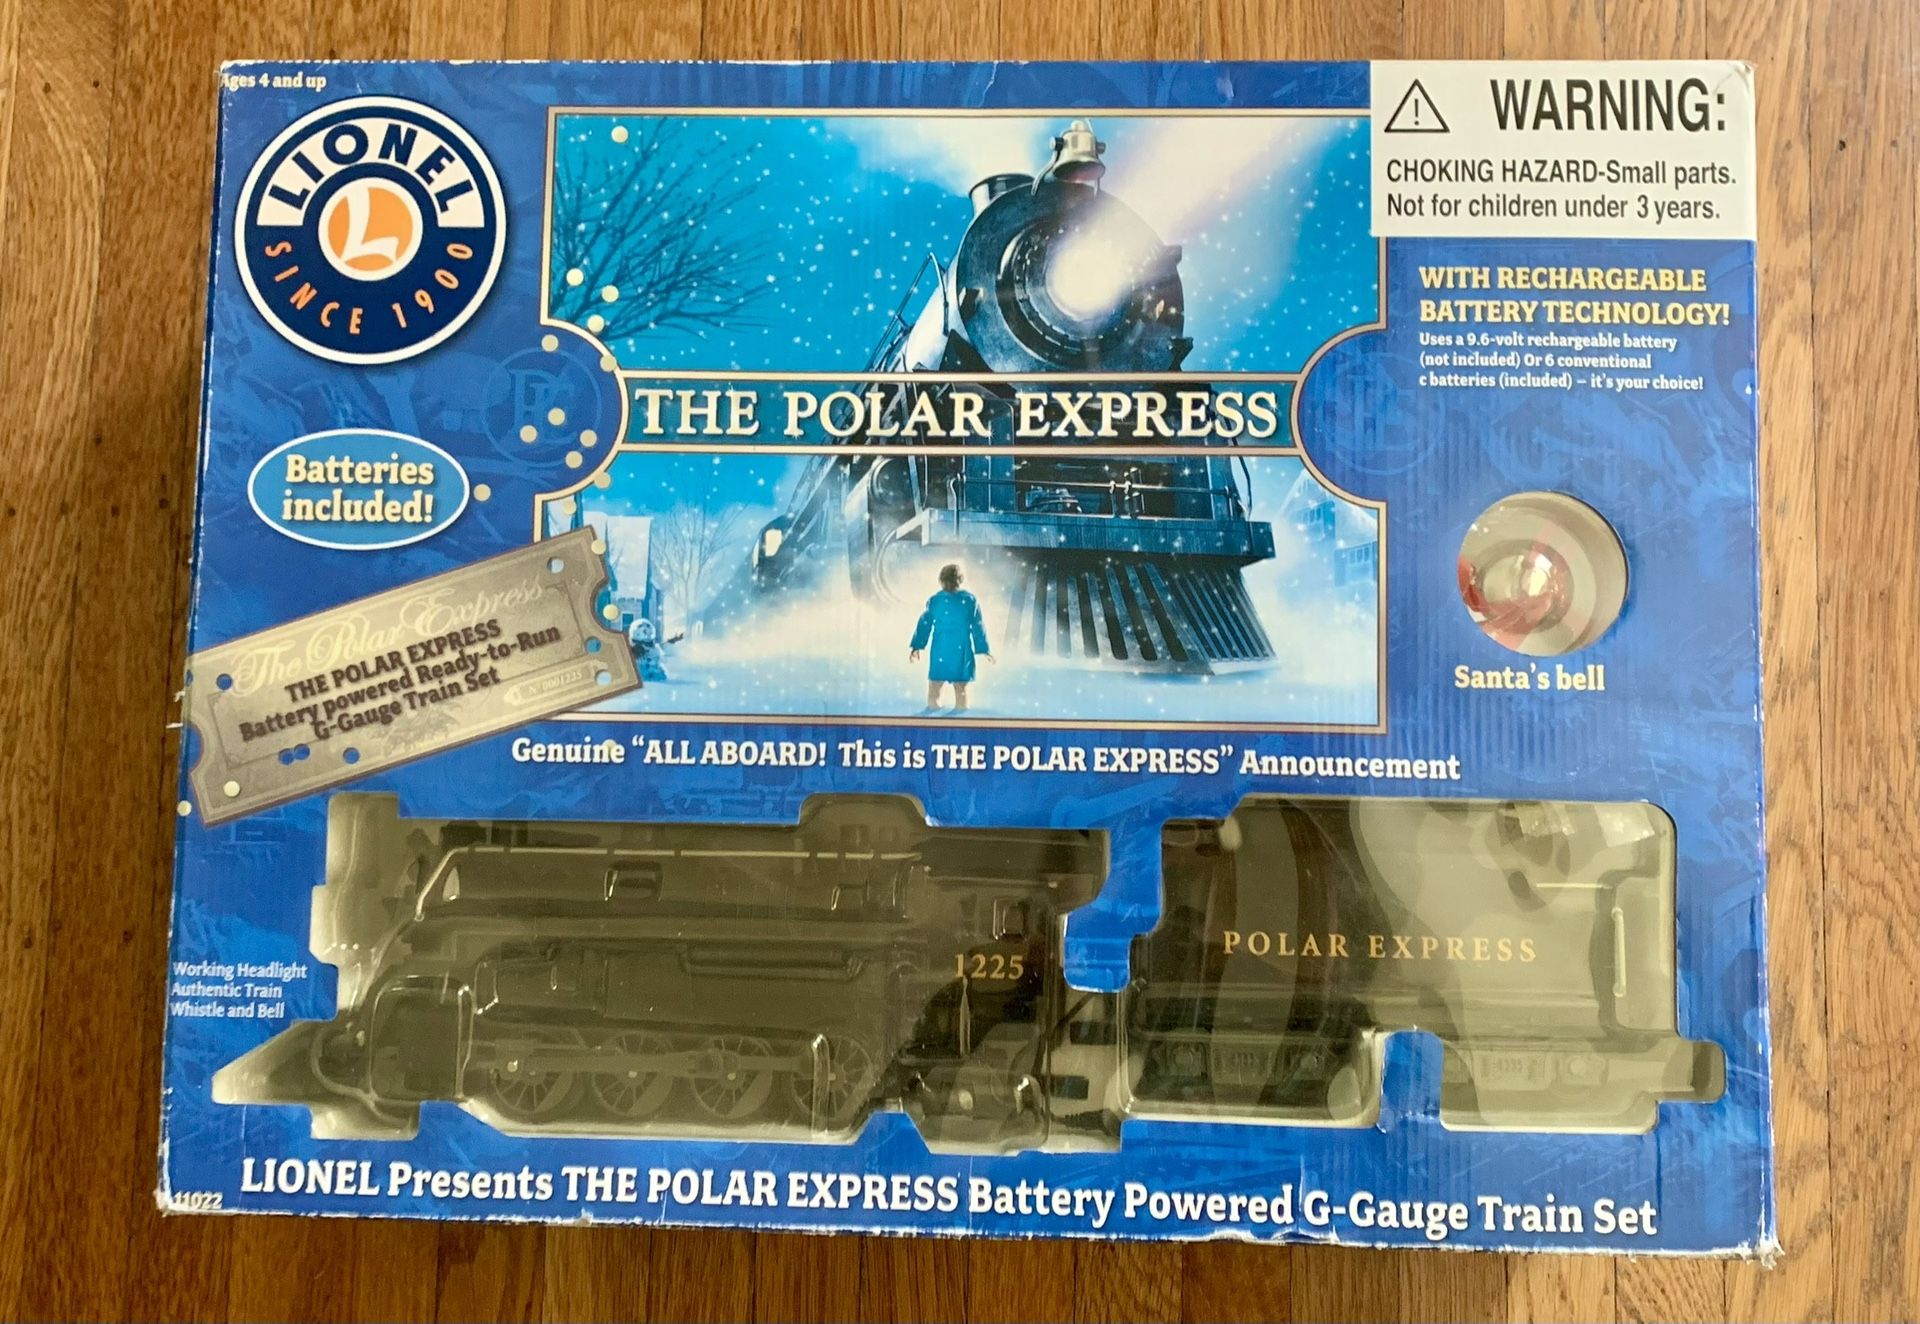 Ages 4 and up
LIONEL
L
SINCE 1900
WARNING:
CHOKING HAZARD-Small parts.
Not for children under 3 years.
WITH RECHARGEABLE
BATTERY TECHNOLOGY!
Uses a 9.6-volt rechargeable battery
(not included) Or 6 conventional
c batteries (included) – it's your choice!
THE POLAR EXPRESS
Batteries
included!
The Polar Express
THE POLAR EXPRESS
Battery powered Ready-to-Run
G-Gauge Train Set
Nº 0001225
Santa's bell
Genuine "ALL ABOARD! This is THE POLAR EXPRESS" Announcement
1225
POLAR EXPRESS
Working Headlight
Authentic Train
Whistle and Bell
11022
LIONEL Presents THE POLAR EXPRESS Battery Powered G-Gauge Train Set